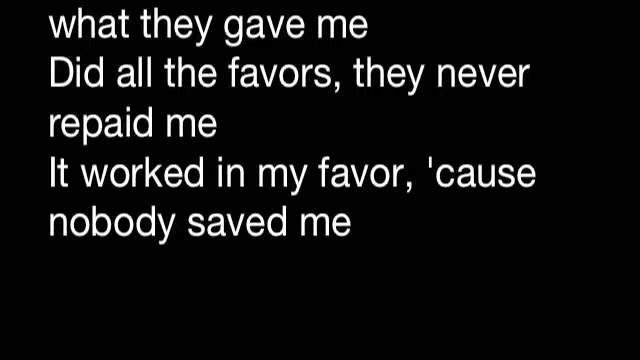 what they gave me
Did all the favors, they never
repaid me
It worked in my favor, 'cause
nobody saved me